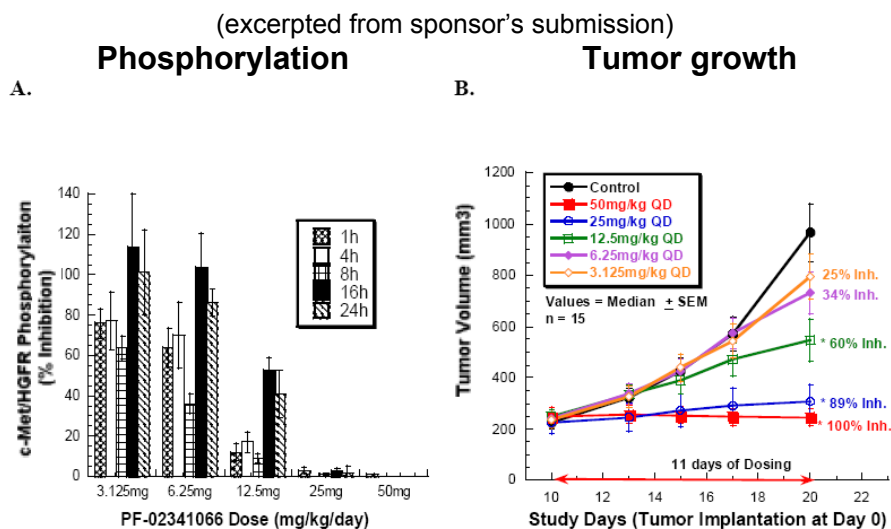 (excerpted from sponsor's submission)
Phosphorylation
Tumor growth
A.
c-Met/HGFR Phosphorylaiton
(% Inhibition)
140
120
100
80
60
40
20
0
1h
4h
8h
16h
24h
3.125mg
6.25mg
12.5mg
25mg
50mg
PF-02341066 Dose (mg/kg/day)
B.
Tumor Volume (mm3)
1200
1000
800
600
400
200
0
Control
50mg/kg QD
25mg/kg QD
12.5mg/kg QD
6.25mg/kg QD
3.125mg/kg QD
Values = Median ± SEM
n = 15
25% Inh.
34% Inh.
* 60% Inh.
* 89% Inh.
* 100% Inh.
11 days of Dosing
10
12
14
16
18
20
22
Study Days (Tumor Implantation at Day 0)